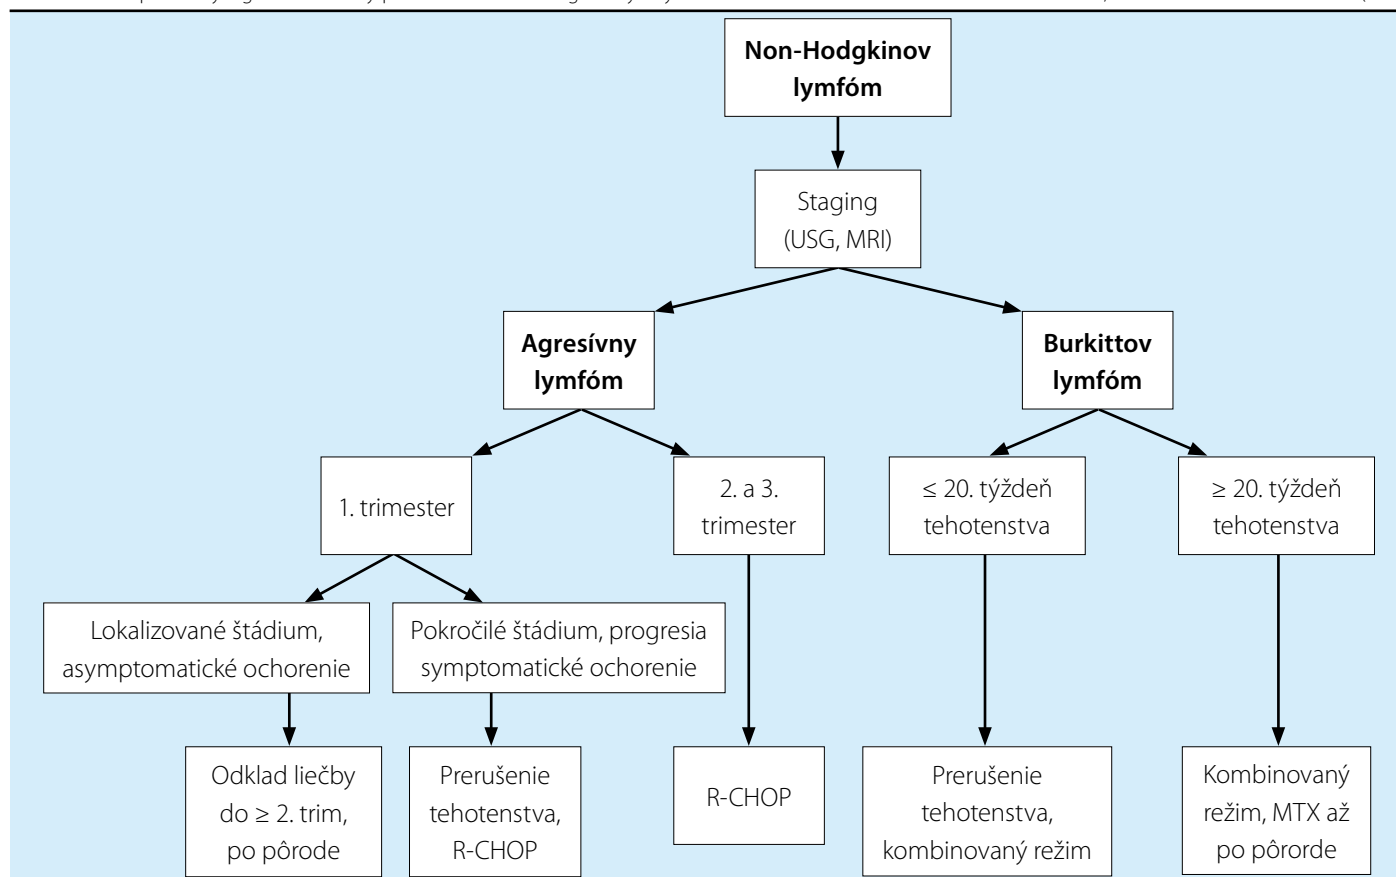 Non-Hodgkinov
lymfóm
Staging
(USG, MRI)
Agresívny
lymfóm
Burkittov
lymfóm
1. trimester
2. a 3.
trimester
≤ 20. týždeň
tehotenstva
≥ 20. týždeň
tehotenstva
Lokalizované štádium,
asymptomatické ochorenie
Pokročilé štádium, progresia
symptomatické ochorenie
Odklad liečby
do ≥ 2. trim,
po pôrode
Prerušenie
tehotenstva,
R-CHOP
R-CHOP
Prerušenie
tehotenstva,
kombinovaný režim
Kombinovaný
režim, MTX až
po pôrorde